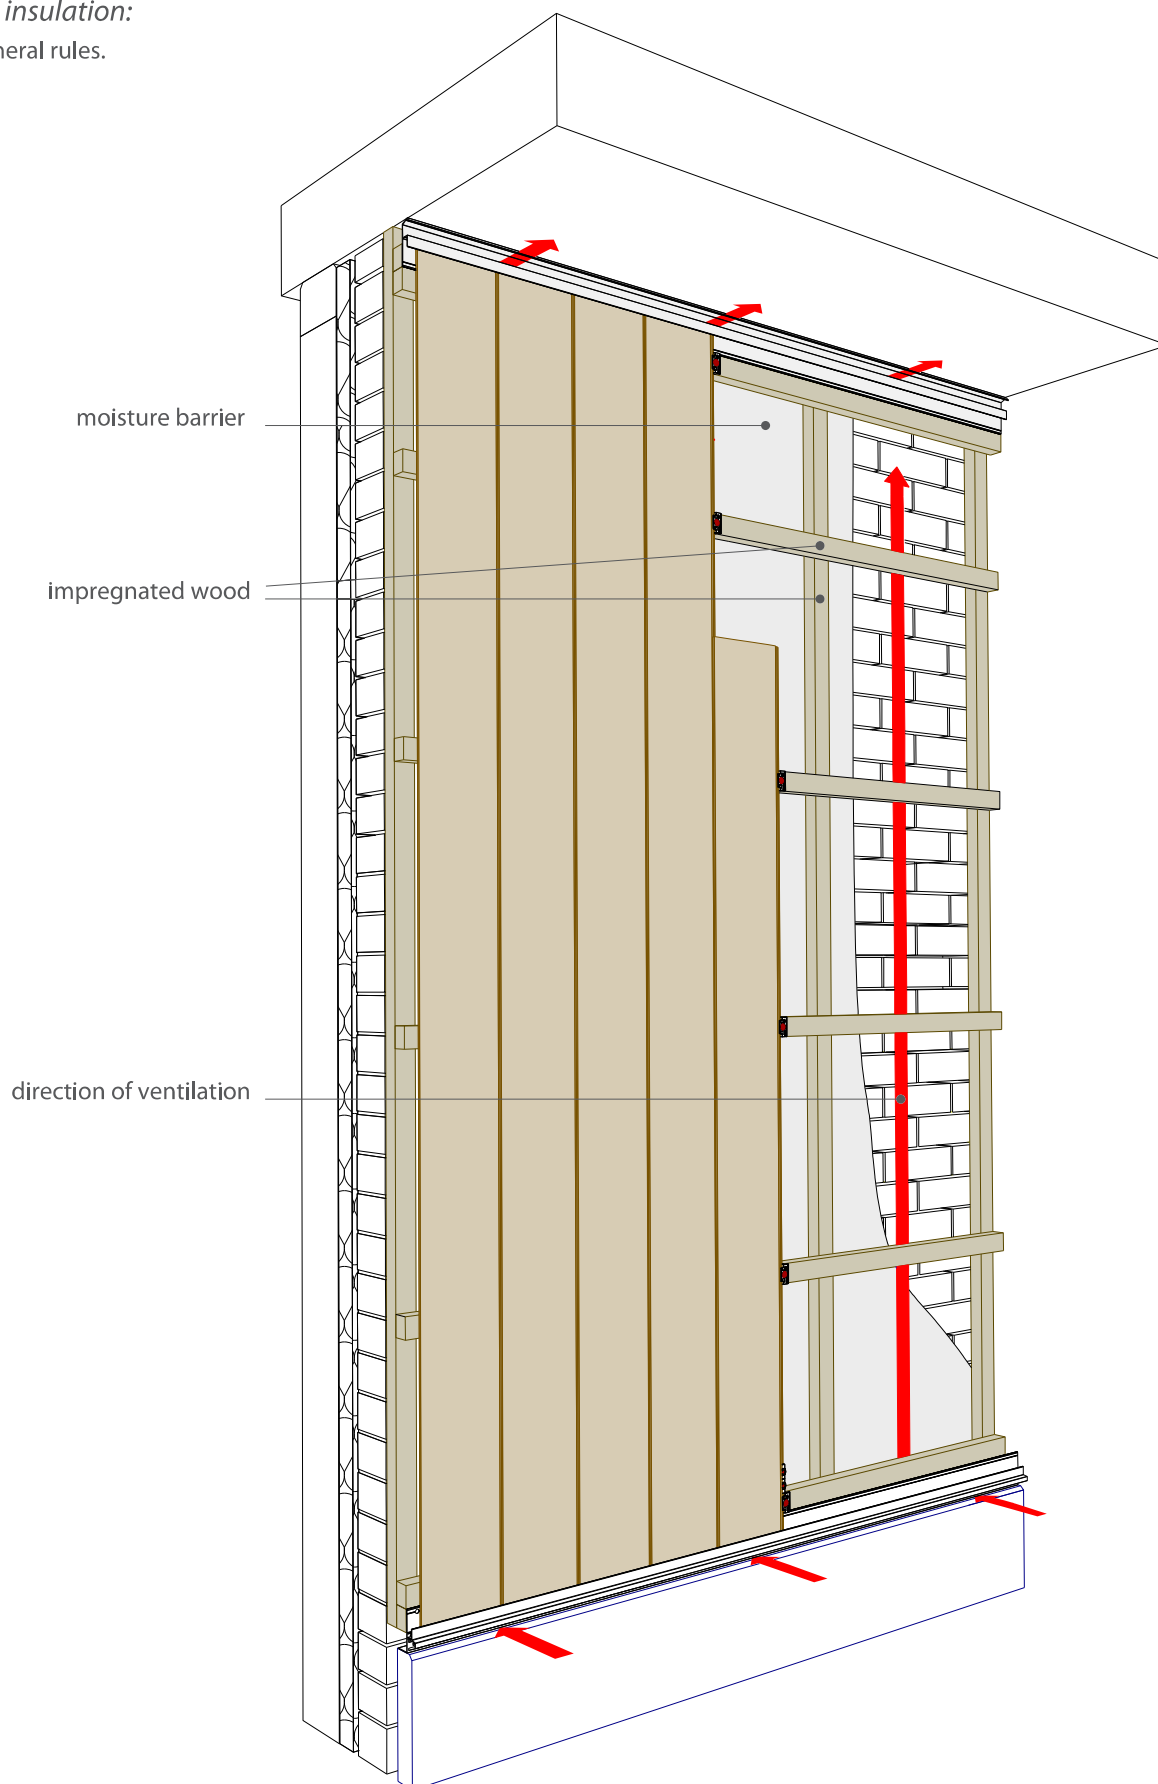 insulation:
neral rules.
moisture barrier
impregnated wood
direction of ventilation